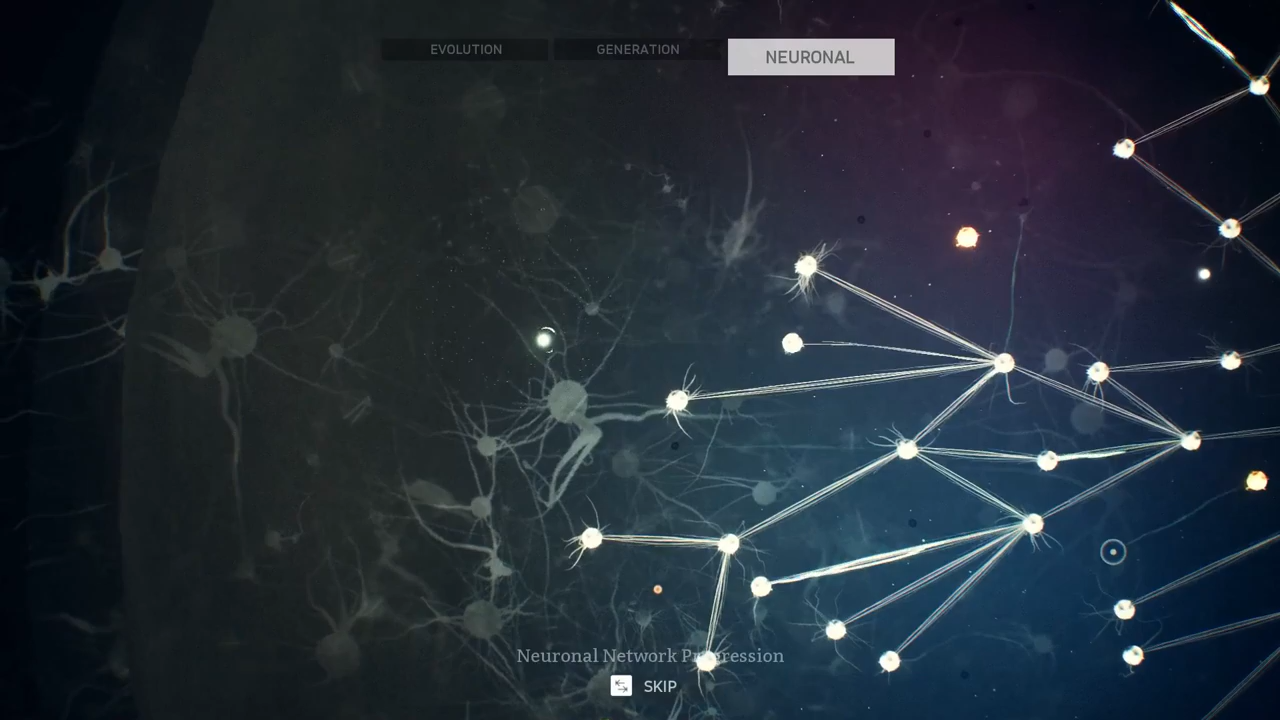 EVOLUTION
GENERATION
NEURONAL
Neuronal Network Progression
SKIP